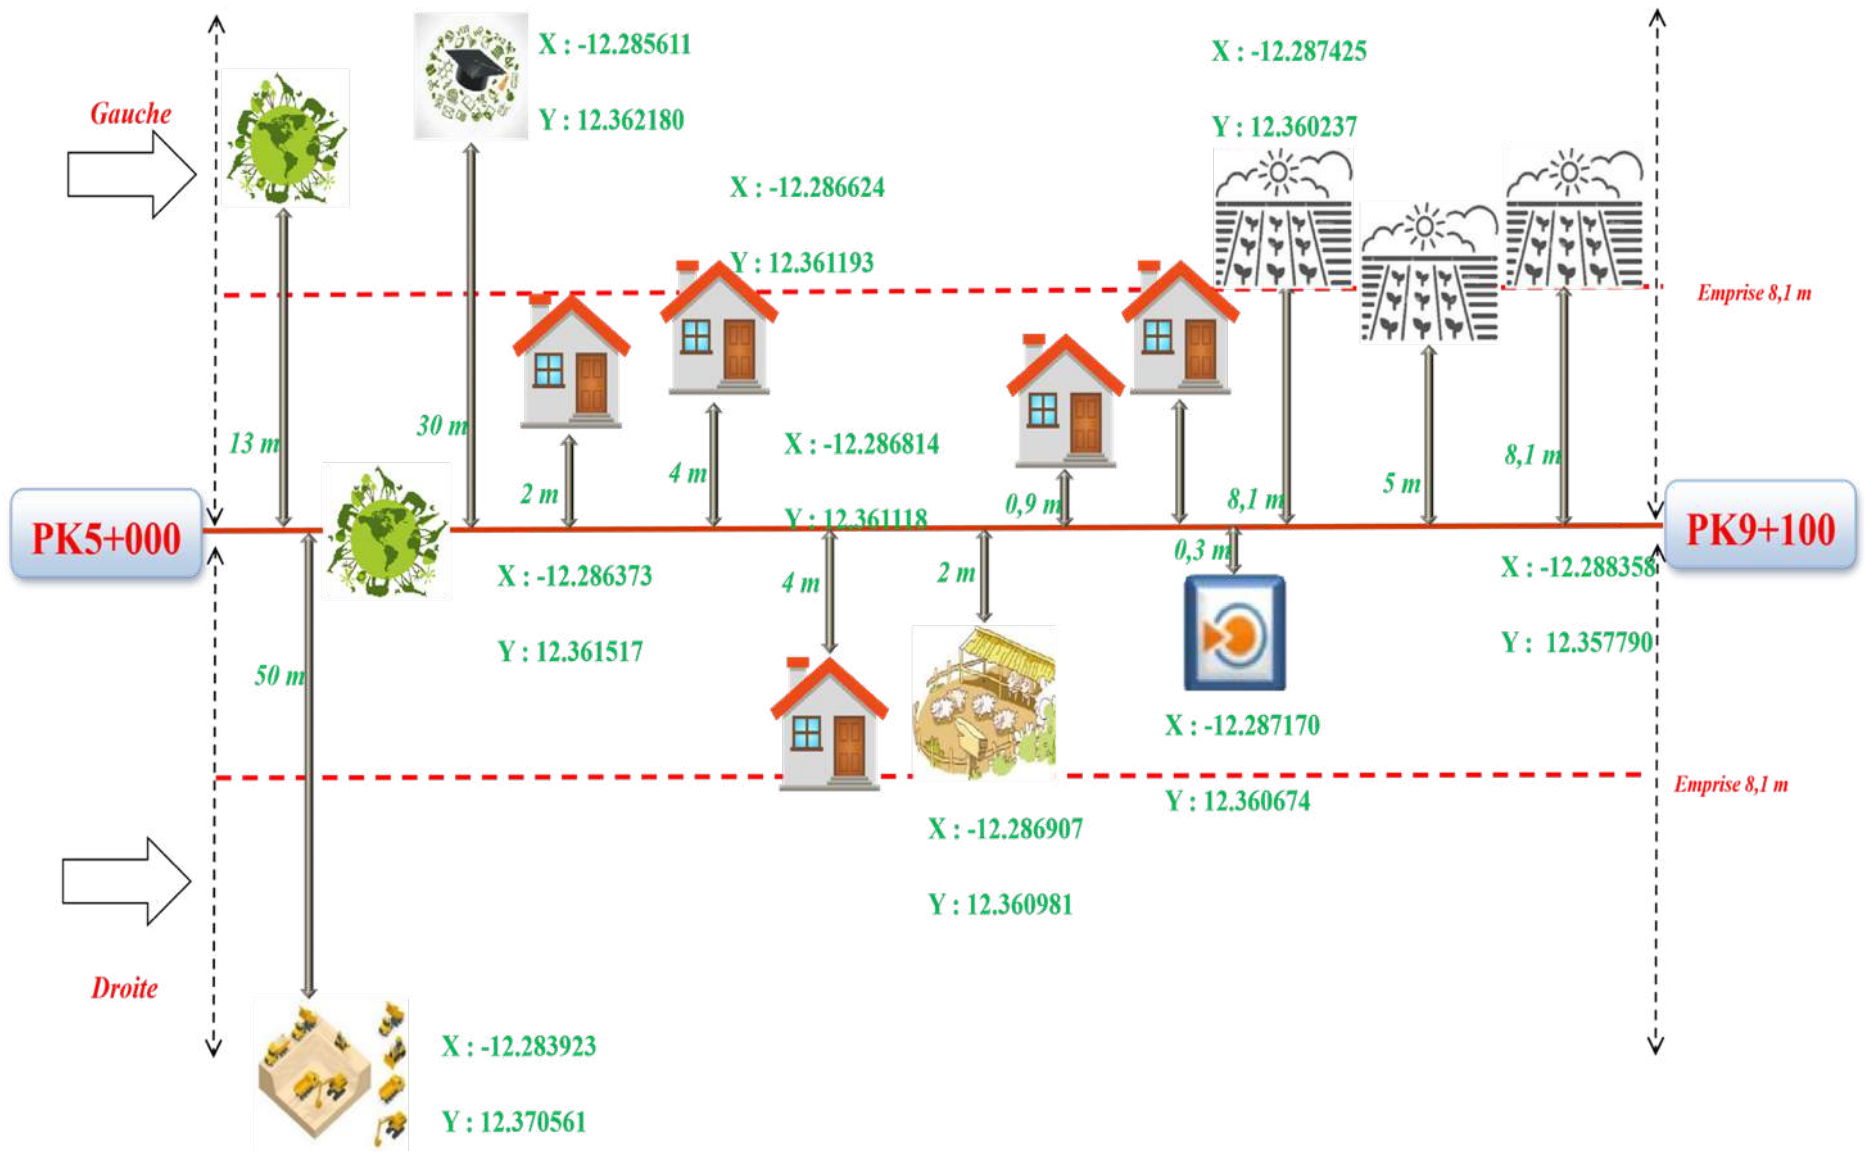 X : -12.285611
Y : 12.362180
X : -12.287425
Y : 12.360237
Gauche
X : -12.286624
Y : 12.361193
Emprise 8,1 m
13 m
30 m
2 m
4 m
X : -12.286814
Y : 12.361118
0,9 m
8,1 m
5 m
8,1 m
PK5+000
PK9+100
X : -12.286373
Y : 12.361517
4 m
2 m
0,3 m
X : -12.288358
Y : 12.357790
50 m
X : -12.287170
Y : 12.360674
Emprise 8,1 m
X : -12.286907
Y : 12.360981
Droite
X : -12.283923
Y : 12.370561